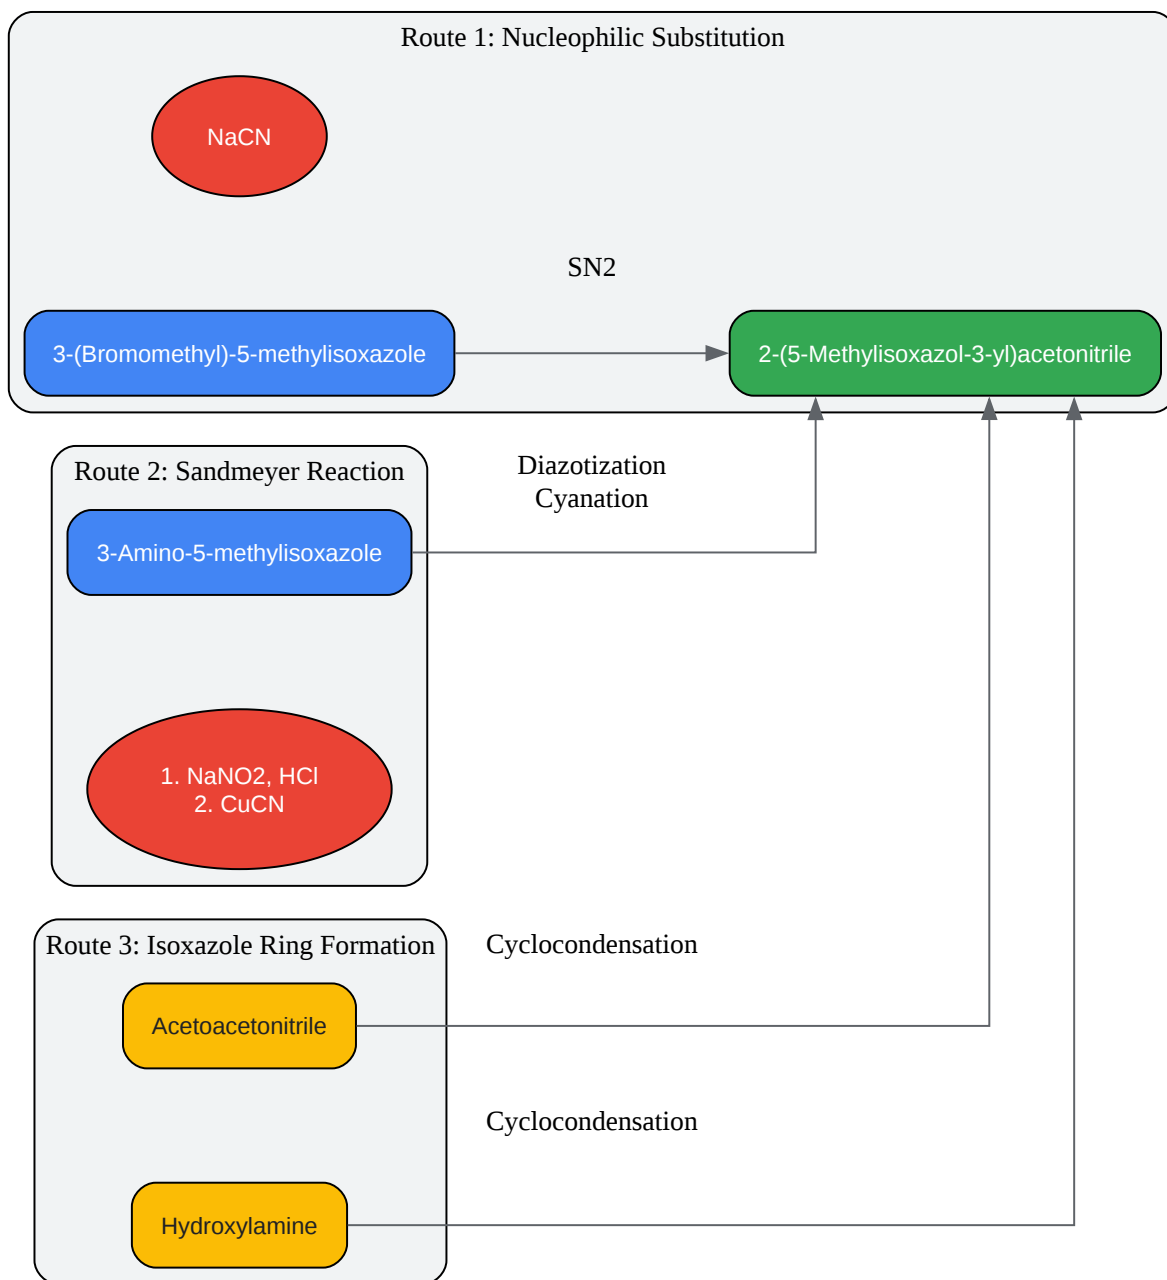 Route 1: Nucleophilic Substitution
NaCN
SN2
3-(Bromomethyl)-5-methylisoxazole
2-(5-Methylisoxazol-3-yl)acetonitrile
Route 2: Sandmeyer Reaction
Diazotization
Cyanation
3-Amino-5-methylisoxazole
1. NaNO2, HCl
2. CuCN
Route 3: Isoxazole Ring Formation
Cyclocondensation
Acetoacetonitrile
Cyclocondensation
Hydroxylamine